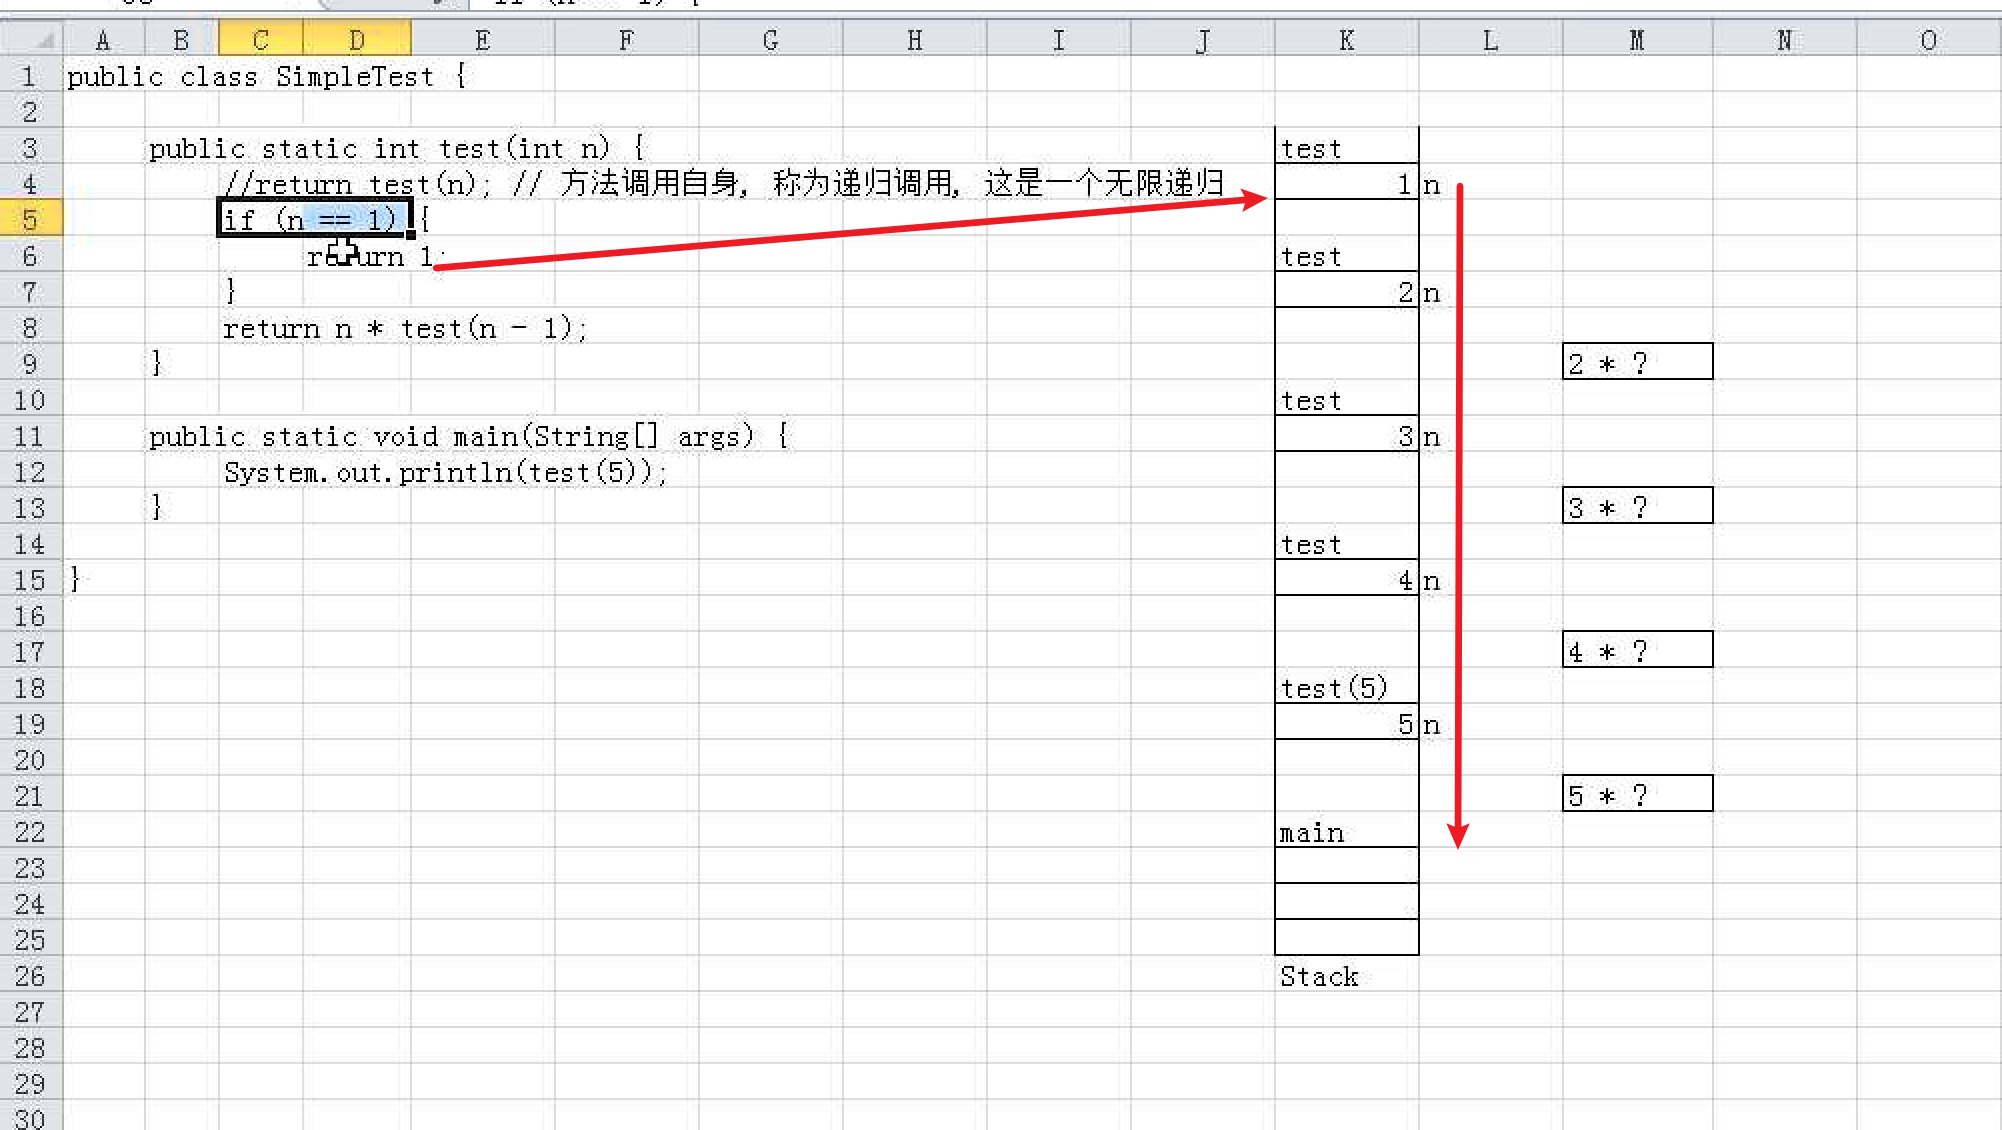 A B C D E F G H I J K L M N O
1 public class SimpleTest {
2
3 public static int test(int n) { test
4 //return test(n); // 方法调用自身, 称为递归调用, 这是一个无限递归 1 n
5 if (n == 1) {
6 return 1; test
7 } 2 n
8 return n * test(n - 1);
9 } 2 * ?
10 test
11 public static void main(String[] args) { 3 n
12 System.out.println(test(5));
13 } 3 * ?
14 test
15 } 4 n
16
17 4 * ?
18 test(5)
19 5 n
20
21 5 * ?
22 main
23
24
25
26 Stack
27
28
29
30